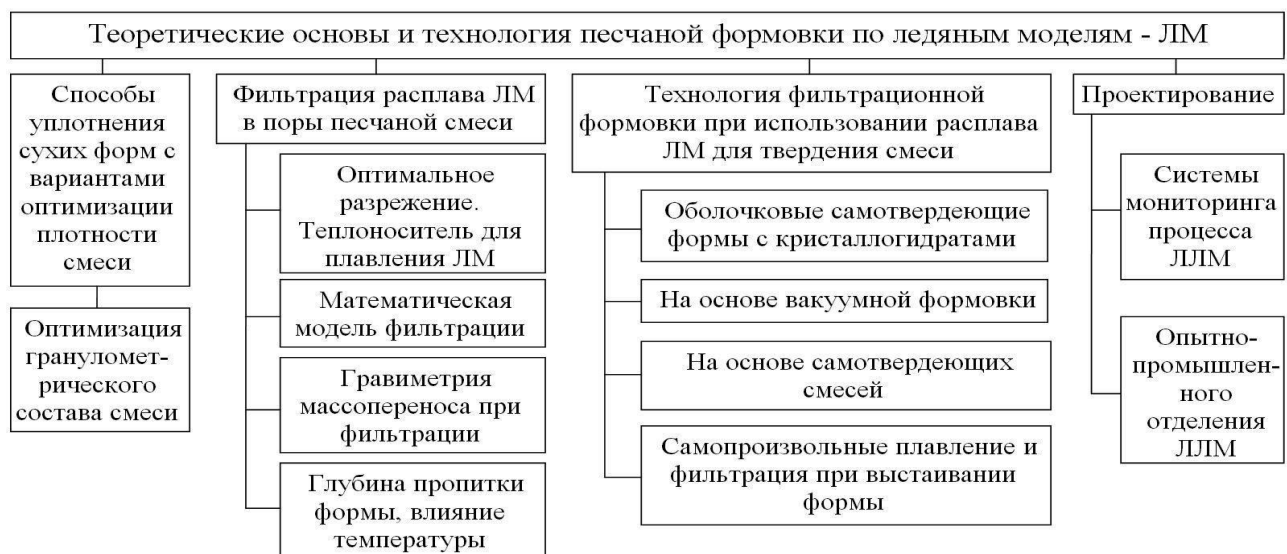 Теоретические основы и технология песчаной формовки по ледяным моделям - ЛМ
Способы
уплотнения
сухих форм с
вариантами
оптимизации
плотности
смеси
Оптимизация
грануломет-
рического
состава смеси
Фильтрация расплава ЛМ
в поры песчаной смеси
Оптимальное
разрежение.
Теплоноситель для
плавления ЛМ
Математическая
модель фильтрации
Гравиметрия
массопереноса при
фильтрации
Глубина пропитки
формы, влияние
температуры
Технология фильтрационной
формовки при использовании расплава
ЛМ для твердения смеси
Оболочковые самотвердеющие
формы с кристаллогидратами
На основе вакуумной формовки
На основе самотвердеющих
смесей
Самопроизвольные плавление и
фильтрация при выстаивании
формы
Проектирование
Системы
мониторинга
процесса
ЛЛМ
Опытно-
промышлен-
ного
отделения
ЛЛМ